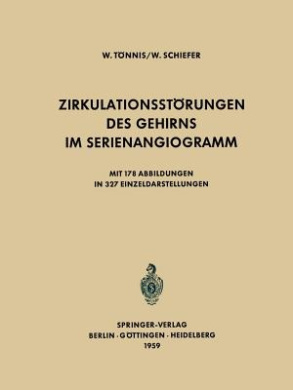 W. TÖNNIS/W. SCHIEFER
ZIRKULATIONSSTÖRUNGEN
DES GEHIRNS
IM SERIENANGIOGRAMM
MIT 178 ABBILDUNGEN
IN 327 EINZELDARSTELLUNGEN
SPRINGER-VERLAG
BERLIN · GÖTTINGEN · HEIDELBERG
1959